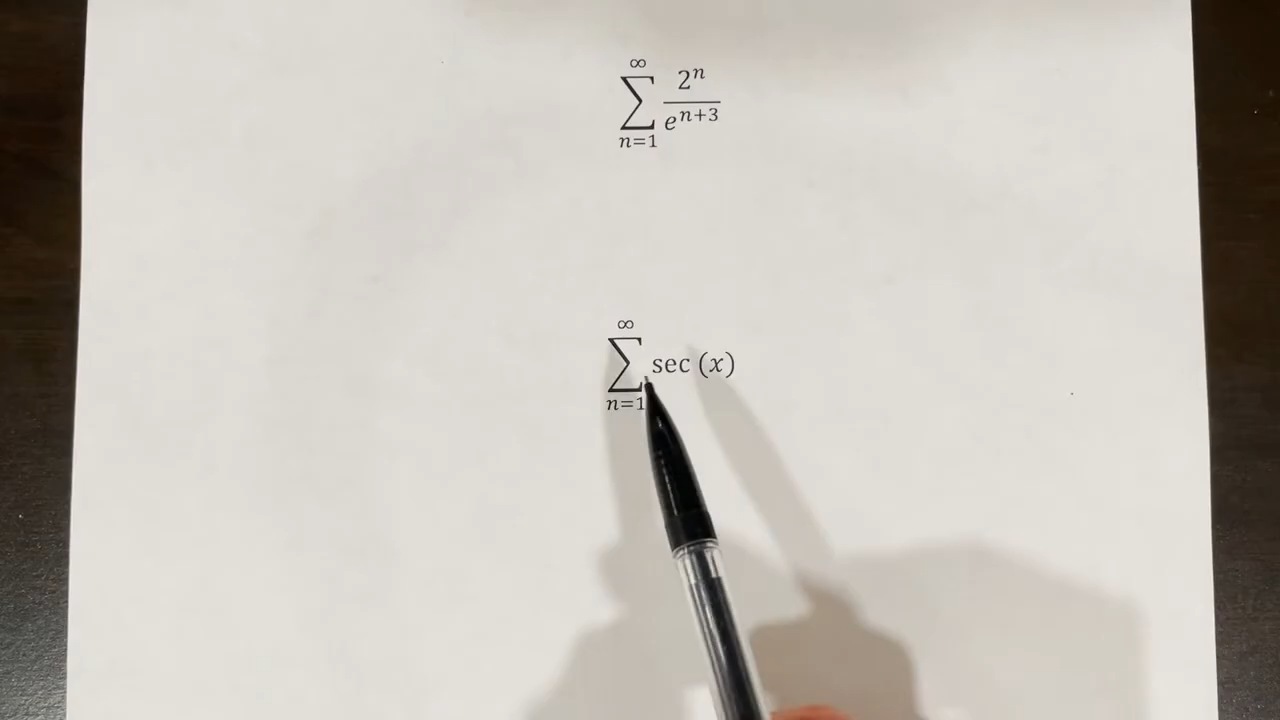 ∑_{n=1}^{∞} 2^n / e^{n+3}
∑_{n=1}^{∞} sec (x)